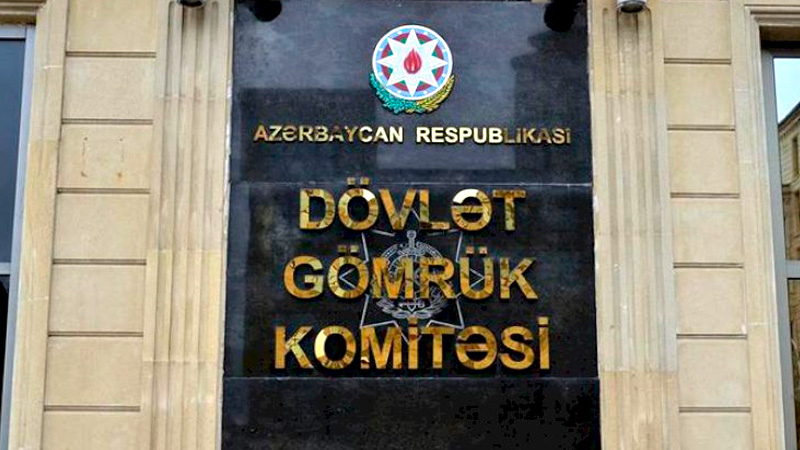 AZƏRBAYCAN RESPUBLİKASI
DÖVLƏT
GÖMRÜK
KOMİTƏSİ